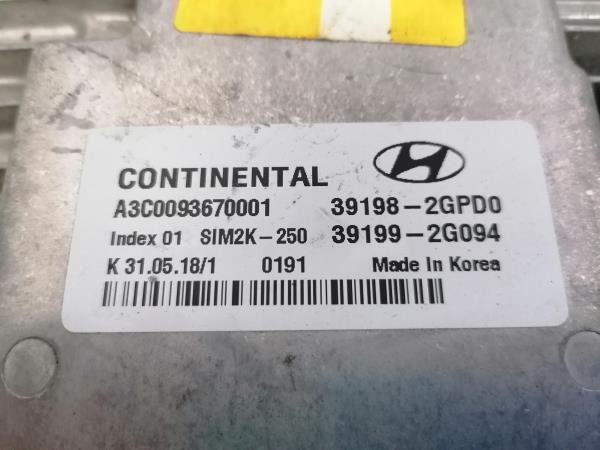 CONTINENTAL
A3C0093670001 39198-2GPD0
Index 01 SIM2K-250 39199-2G094
K 31.05.18/1 0191 Made In Korea